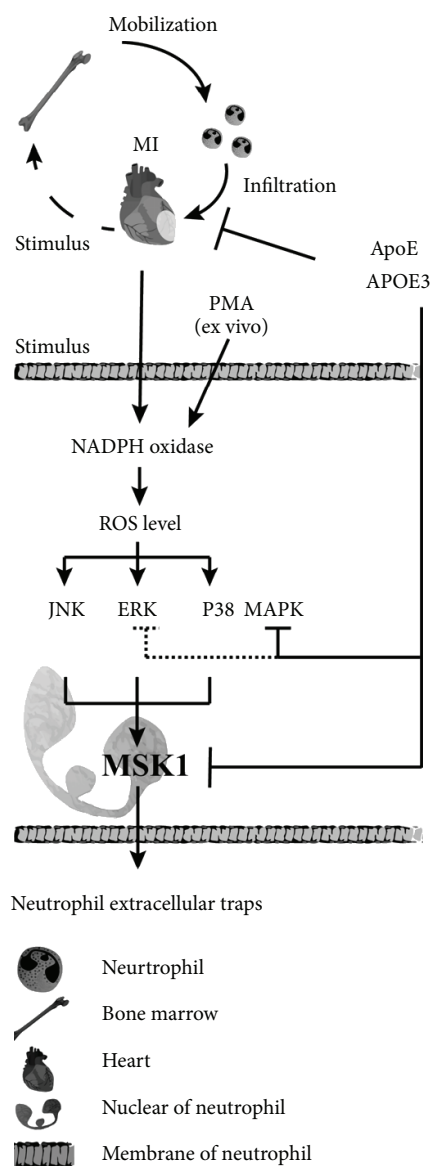 Mobilization
MI
Infiltration
Stimulus
ApoE
APOE3
PMA
(ex vivo)
Stimulus
NADPH oxidase
ROS level
JNK ERK P38 MAPK
MSK1
Neutrophil extracellular traps
Neurtrophil
Bone marrow
Heart
Nuclear of neutrophil
Membrane of neutrophil